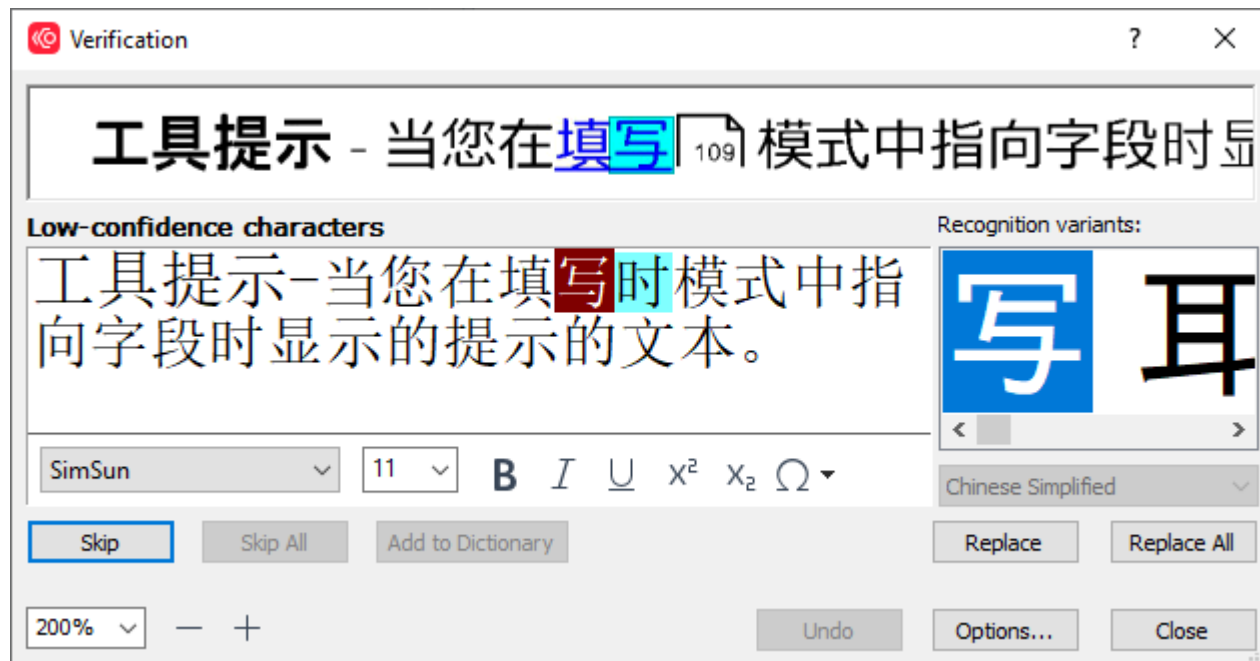 Verification
?
工具提示 - 当您在填写 109 模式中指向字段时显
Low-confidence characters
Recognition variants:
工具提示-当您在填写时模式中指
向字段时显示的提示的文本。
写 耳
SimSun
11
B I U X² X₂ Ω
Chinese Simplified
Skip
Skip All
Add to Dictionary
Replace
Replace All
200%
Undo
Options...
Close